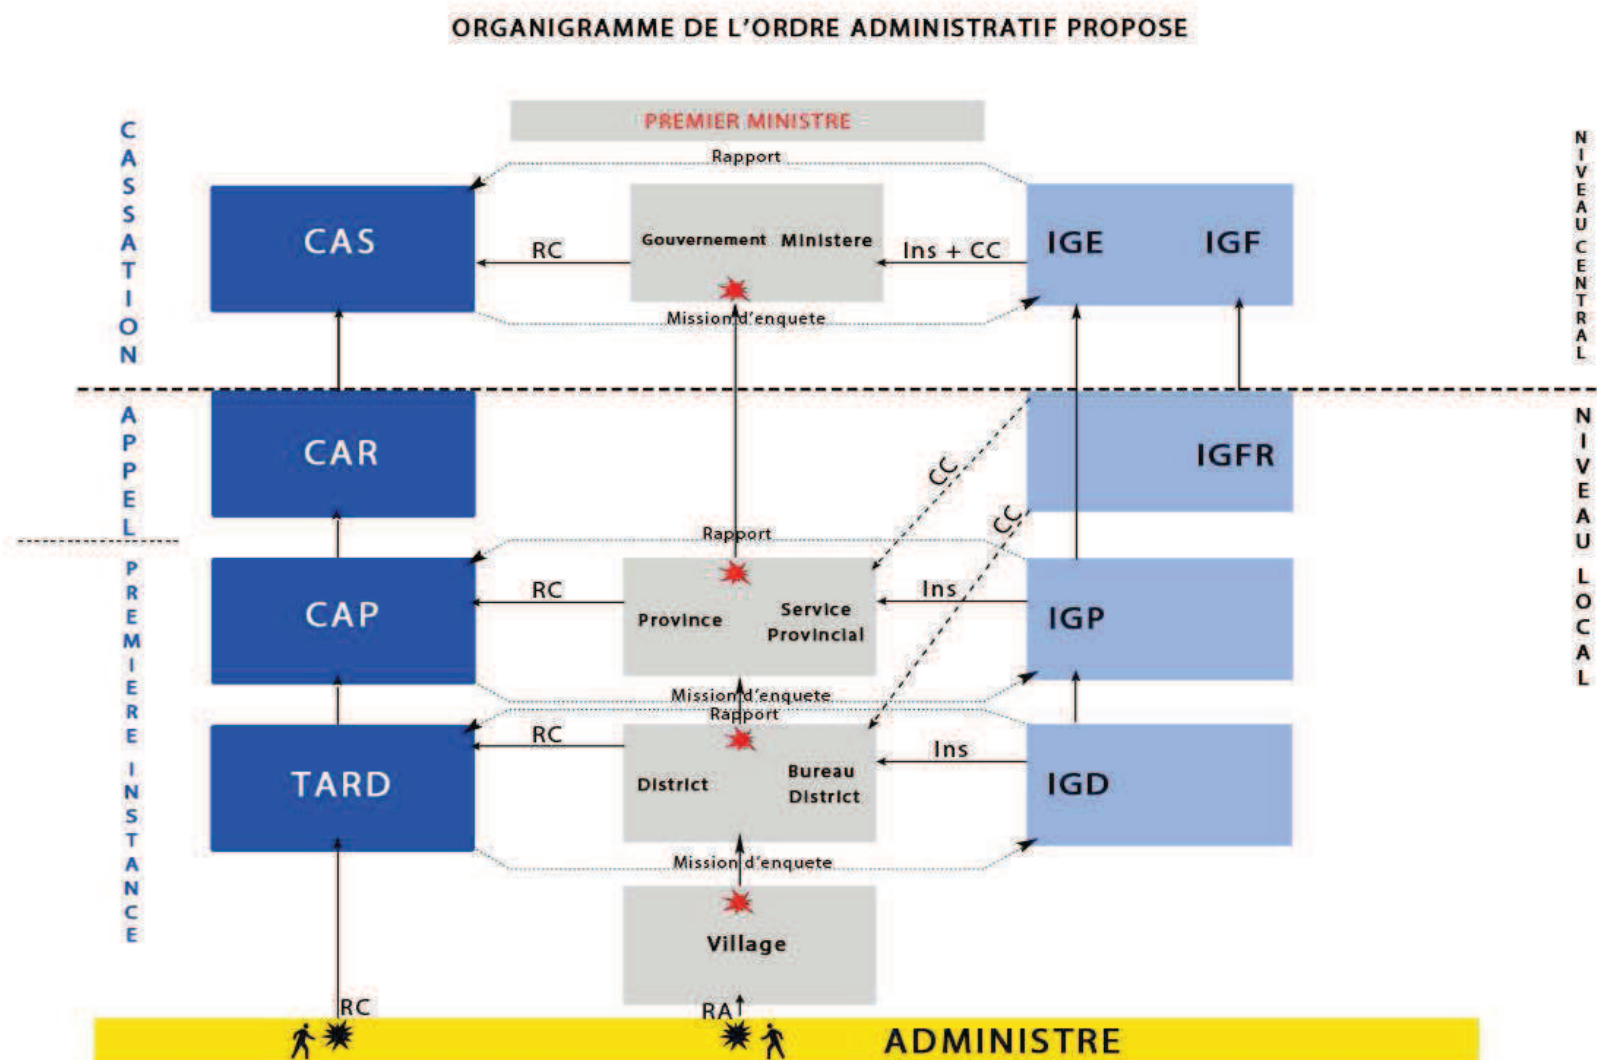 ORGANIGRAMME DE L'ORDRE ADMINISTRATIF PROPOSE
PREMIER MINISTRE
CASSATION
NIVEAU CENTRAL
Rapport
CAS
RC
Gouvernement
Ministere
Ins + CC
IGE
IGF
Mission d'enquete
APPEL
NIVEAU LOCAL
CAR
CC
CC
IGFR
Rapport
PREMIERE INSTANCE
CAP
RC
Province
Service
Provincial
Ins
IGP
Mission d'enquete
Rapport
TARD
RC
District
Bureau
District
Ins
IGD
Mission d'enquete
Village
RC
RA
ADMINISTRE